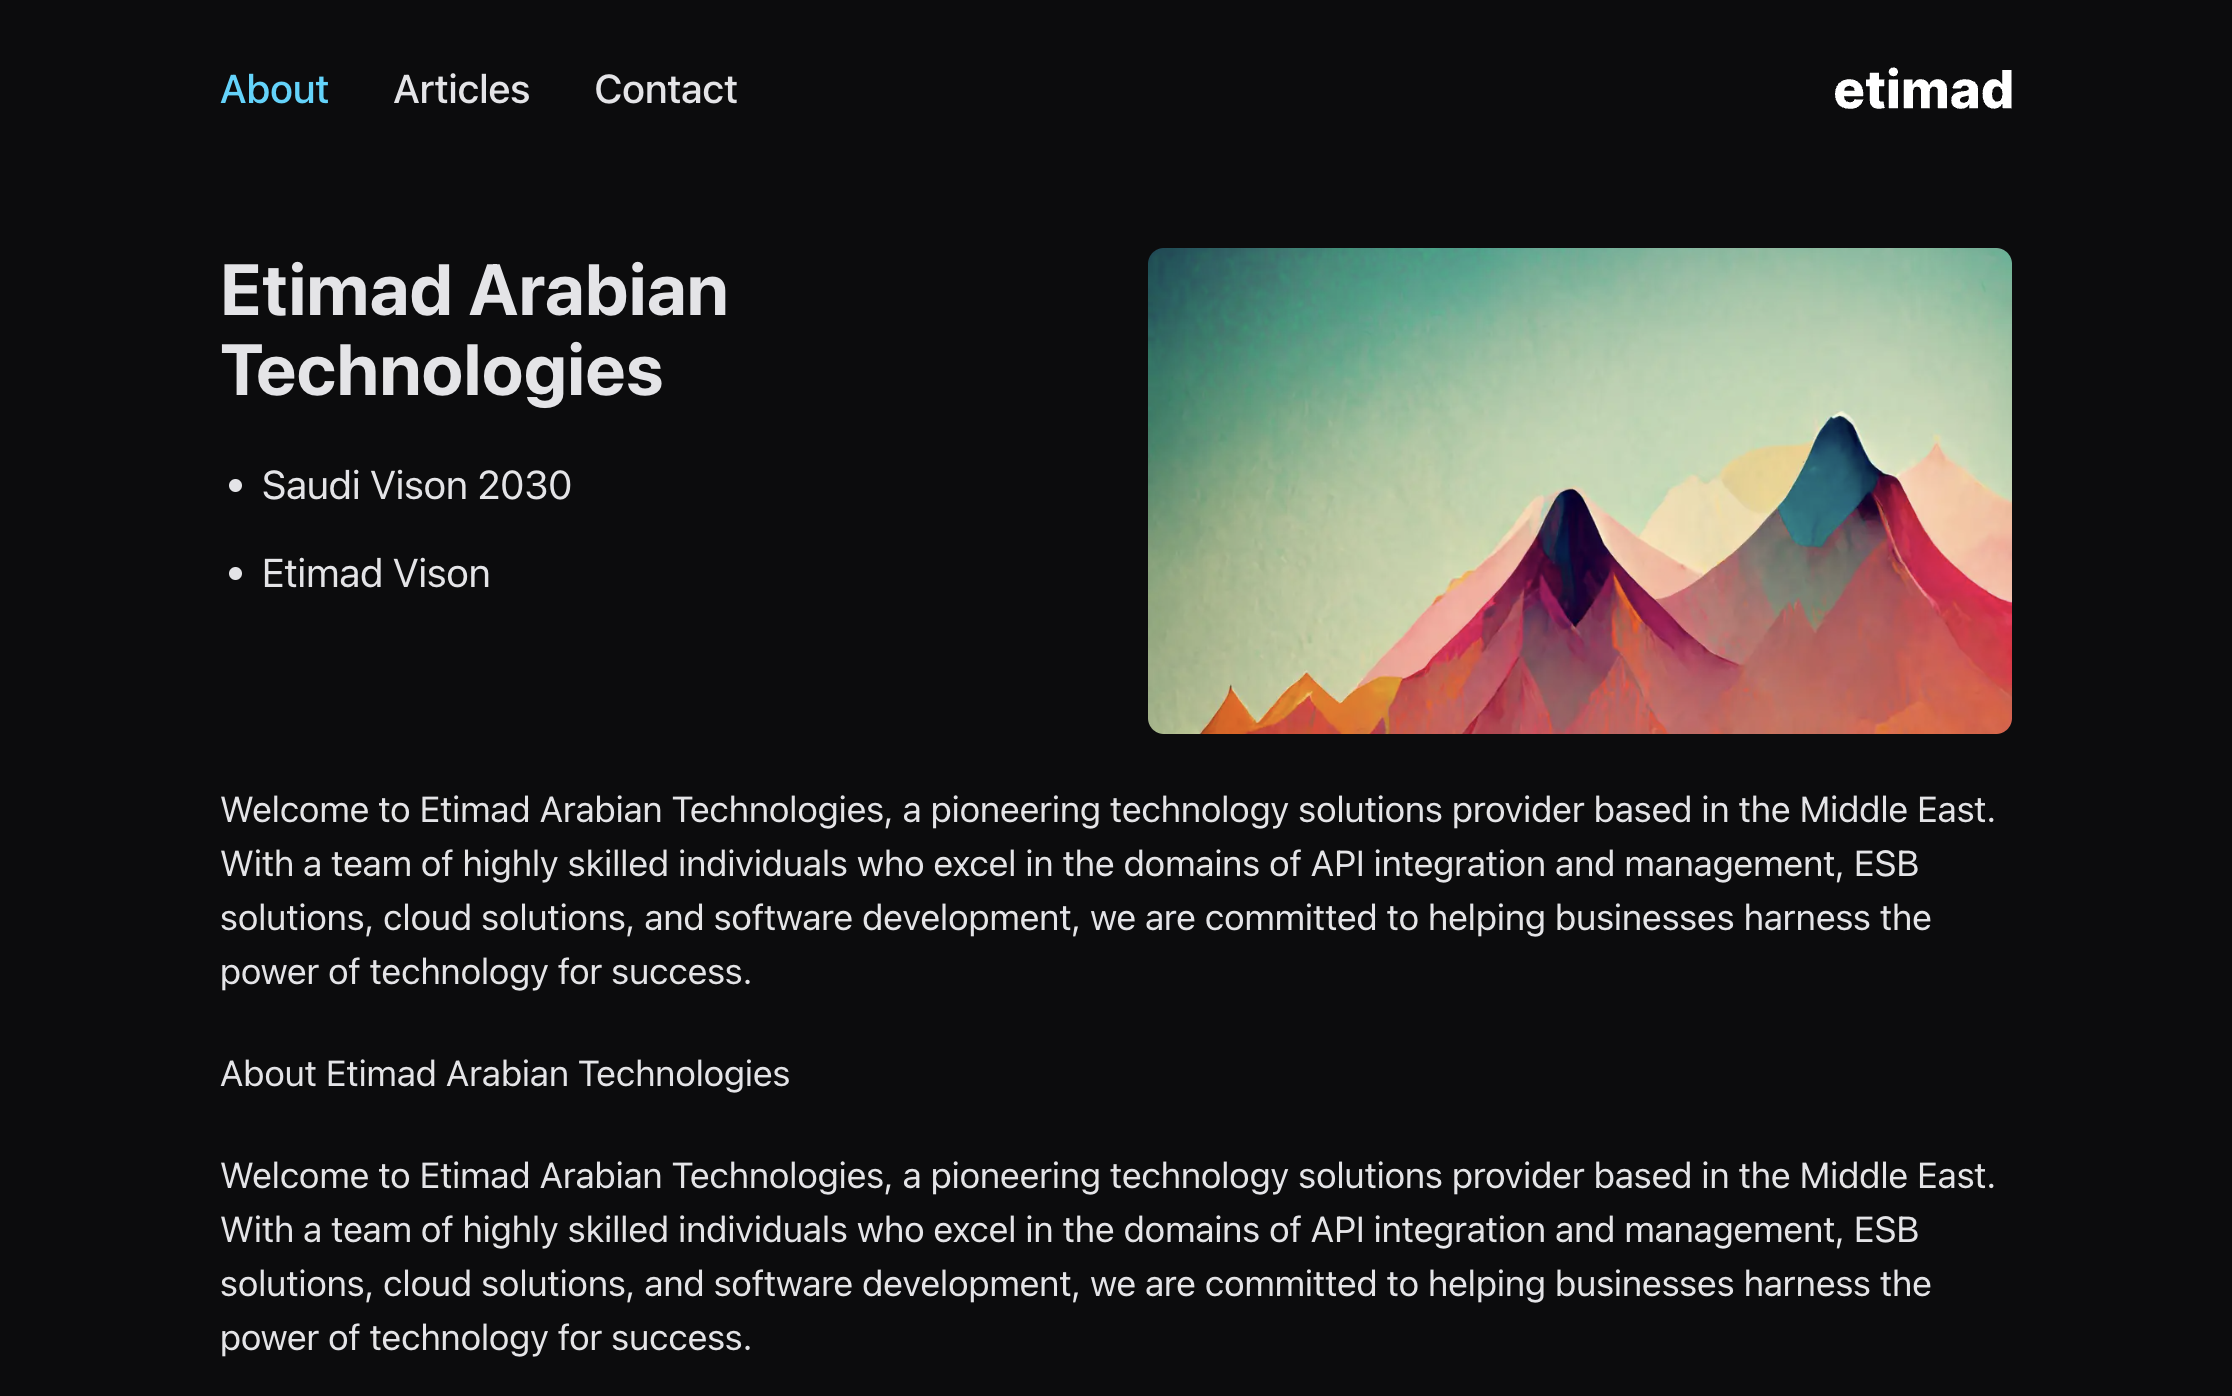 About Articles Contact etimad
Etimad Arabian
Technologies
• Saudi Vison 2030
• Etimad Vison
Welcome to Etimad Arabian Technologies, a pioneering technology solutions provider based in the Middle East.
With a team of highly skilled individuals who excel in the domains of API integration and management, ESB
solutions, cloud solutions, and software development, we are committed to helping businesses harness the
power of technology for success.
About Etimad Arabian Technologies
Welcome to Etimad Arabian Technologies, a pioneering technology solutions provider based in the Middle East.
With a team of highly skilled individuals who excel in the domains of API integration and management, ESB
solutions, cloud solutions, and software development, we are committed to helping businesses harness the
power of technology for success.